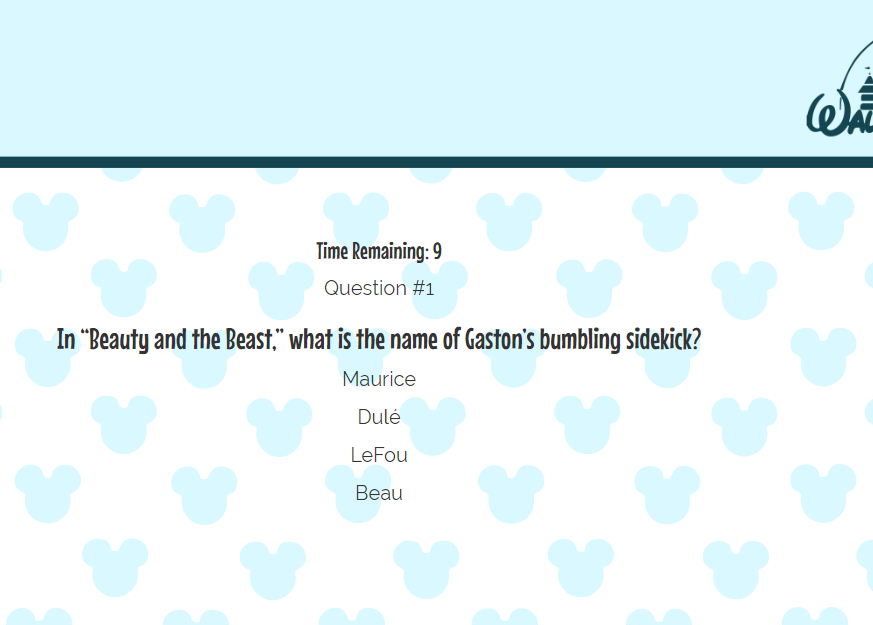 Time Remaining: 9
Question #1
In “Beauty and the Beast,” what is the name of Gaston’s bumbling sidekick?
Maurice
Dulé
LeFou
Beau